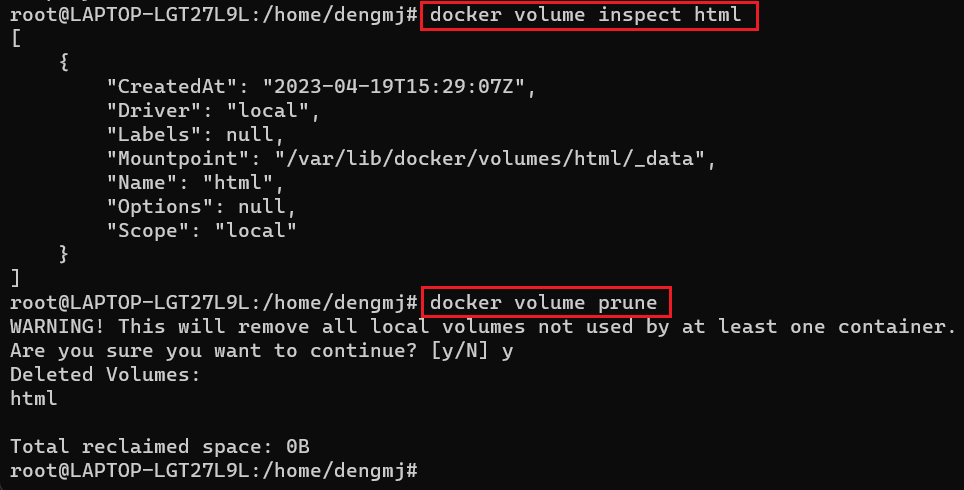 root@LAPTOP-LGT27L9L:/home/dengmj# docker volume inspect html
[
    {
        "CreatedAt": "2023-04-19T15:29:07Z",
        "Driver": "local",
        "Labels": null,
        "Mountpoint": "/var/lib/docker/volumes/html/_data",
        "Name": "html",
        "Options": null,
        "Scope": "local"
    }
]
root@LAPTOP-LGT27L9L:/home/dengmj# docker volume prune
WARNING! This will remove all local volumes not used by at least one container.
Are you sure you want to continue? [y/N] y
Deleted Volumes:
html

Total reclaimed space: 0B
root@LAPTOP-LGT27L9L:/home/dengmj#